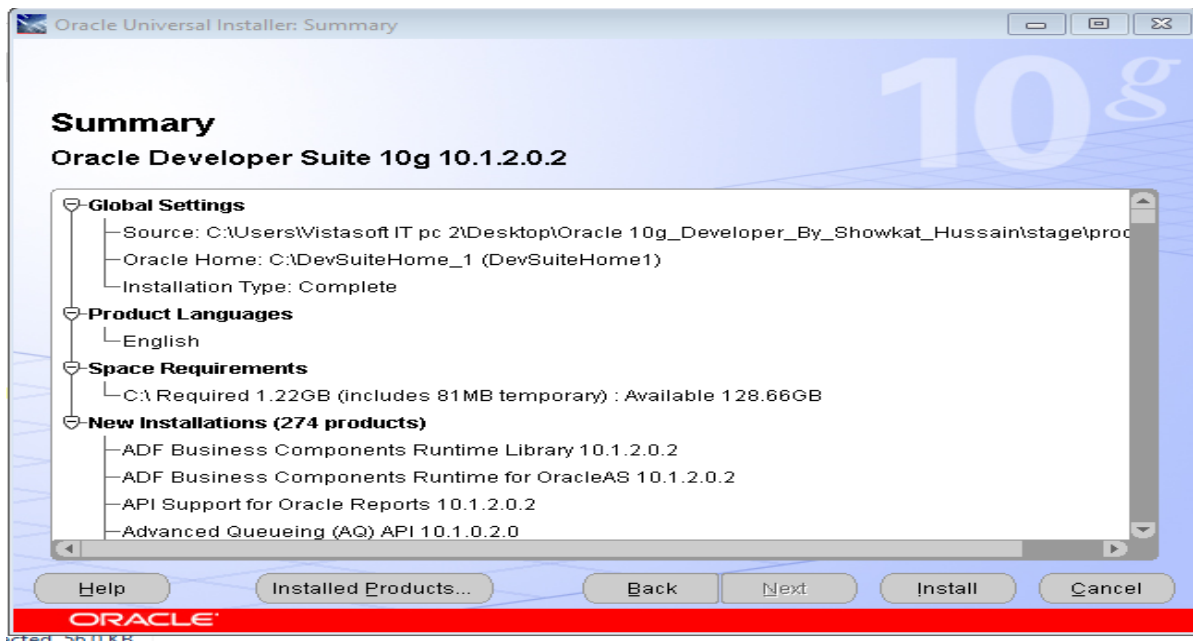 Oracle Universal Installer: Summary
10g
Summary
Oracle Developer Suite 10g 10.1.2.0.2
Global Settings
Source: C:\Users\Vistasoft IT pc 2\Desktop\Oracle 10g_Developer_By_Showkat_Hussain\stage\prod
Oracle Home: C:\DevSuiteHome_1 (DevSuiteHome1)
Installation Type: Complete
Product Languages
English
Space Requirements
C:\ Required 1.22GB (includes 81MB temporary) : Available 128.66GB
New Installations (274 products)
ADF Business Components Runtime Library 10.1.2.0.2
ADF Business Components Runtime for OracleAS 10.1.2.0.2
API Support for Oracle Reports 10.1.2.0.2
Advanced Queueing (AQ) API 10.1.0.2.0
Help Installed Products... Back Next Install Cancel
ORACLE
56.0 KB